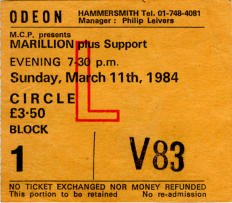 ODEON HAMMERSMITH Tel. 01-748-4081
Manager : Philip Leivers
M.C.P. presents
MARILLION plus Support
EVENING 7-30 p.m.
Sunday, March 11th, 1984
CIRCLE
£3·50
BLOCK
L
1 V83
NO TICKET EXCHANGED NOR MONEY REFUNDED
This portion to be retained No re-admission